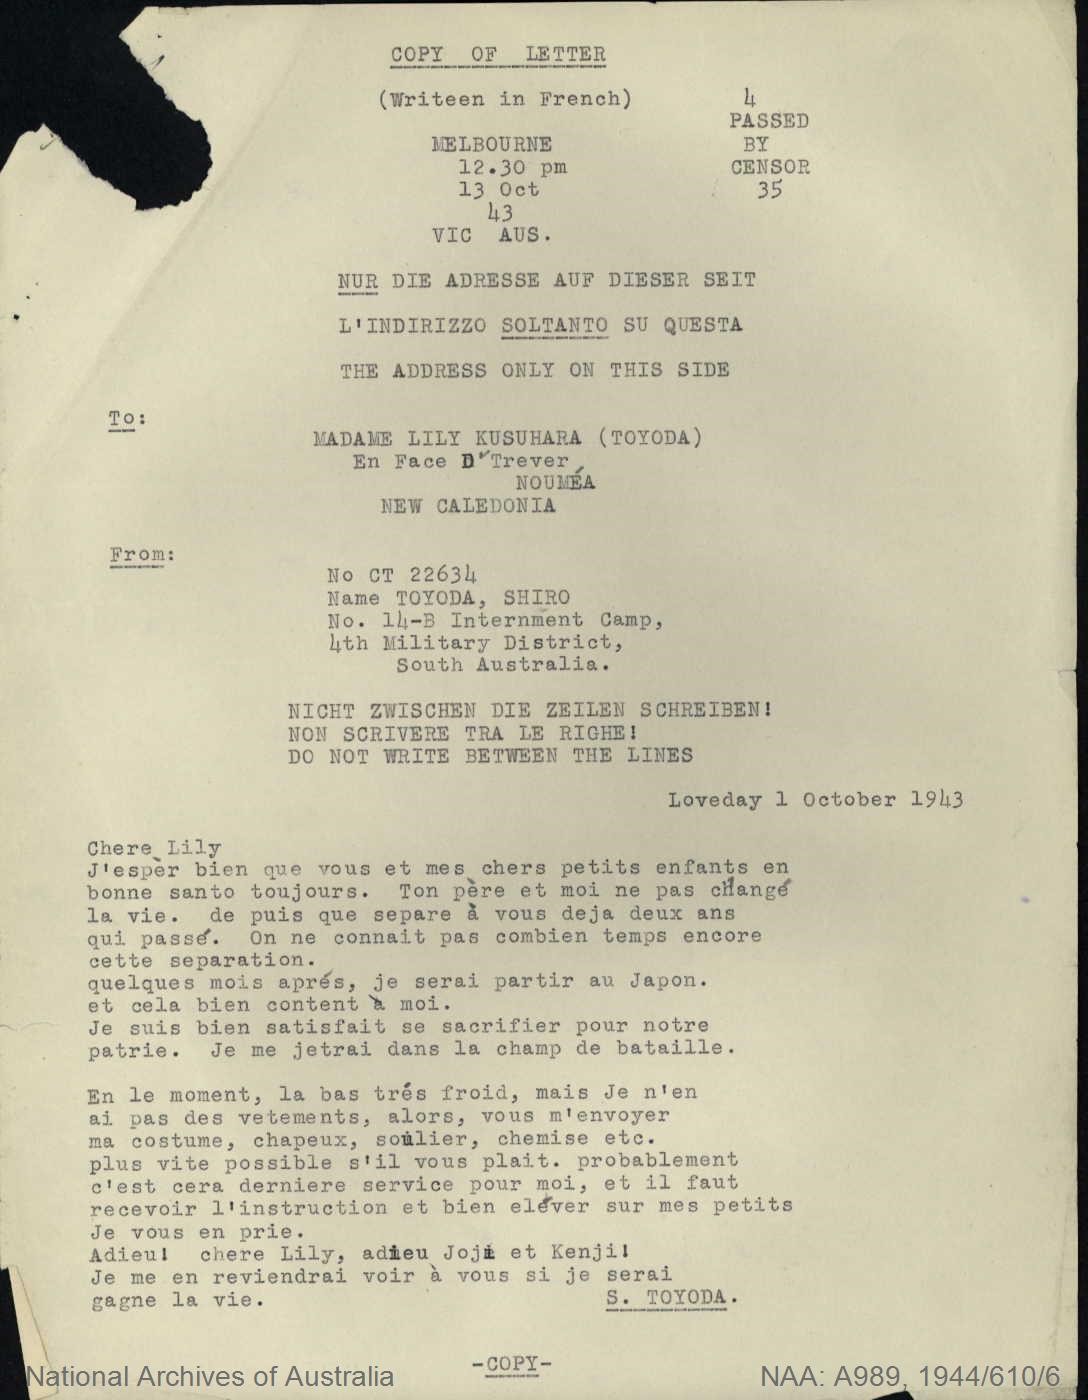 COPY OF LETTER
(Writeen in French)
4
PASSED
MELBOURNE BY
12.30 pm CENSOR
13 Oct 35
43
VIC AUS.
NUR DIE ADRESSE AUF DIESER SEIT
L'INDIRIZZO SOLTANTO SU QUESTA
THE ADDRESS ONLY ON THIS SIDE
To:
MADAME LILY KUSUHARA (TOYODA)
En Face D'Trever
NOUMÉA
NEW CALEDONIA
From:
No CT 22634
Name TOYODA, SHIRO
No. 14-B Internment Camp,
4th Military District,
South Australia.
NICHT ZWISCHEN DIE ZEILEN SCHREIBEN!
NON SCRIVERE TRA LE RIGHE!
DO NOT WRITE BETWEEN THE LINES
Loveday 1 October 1943
Chere Lily
J'espèr bien que vous et mes chers petits enfants en
bonne santo toujours. Ton père et moi ne pas changé
la vie. de puis que separe à vous deja deux ans
qui passé. On ne connait pas combien temps encore
cette separation.
quelques mois aprés, je serai partir au Japon.
et cela bien content à moi.
Je suis bien satisfait se sacrifier pour notre
patrie. Je me jetrai dans la champ de bataille.
En le moment, la bas trés froid, mais Je n'en
ai pas des vetements, alors, vous m'envoyer
ma costume, chapeux, soulier, chemise etc.
plus vite possible s'il vous plait. probablement
c'est cera derniere service pour moi, et il faut
recevoir l'instruction et bien eléver sur mes petits
Je vous en prie.
Adieu! chere Lily, adieu Joji et Kenji!
Je me en reviendrai voir à vous si je serai
gagne la vie. S. TOYODA.
-COPY-
National Archives of Australia NAA: A989, 1944/610/6